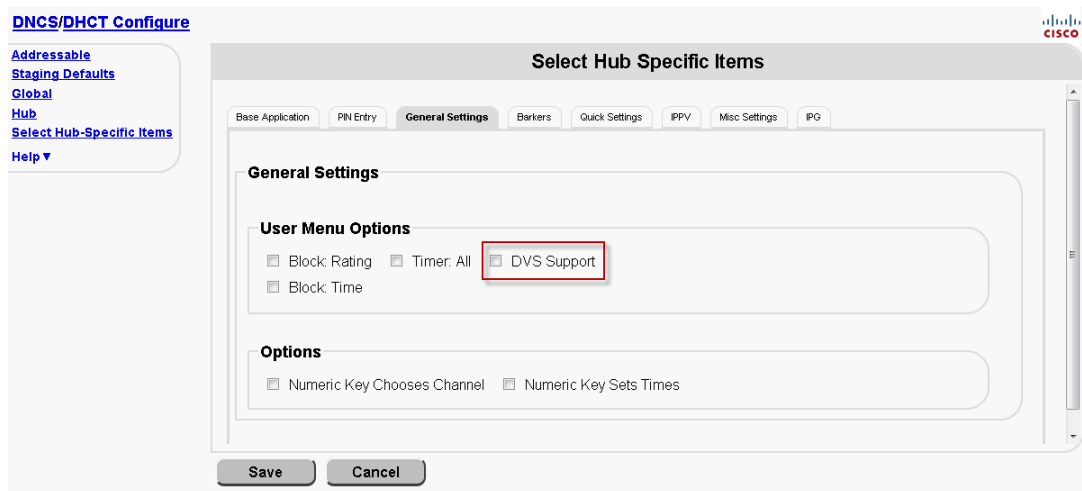 DNCS/DHCT Configure
CISCO
Addressable
Staging Defaults
Global
Hub
Select Hub-Specific Items
Help▼
Select Hub Specific Items
Base Application PIN Entry General Settings Barkers Quick Settings IPPV Misc Settings IPG
General Settings
User Menu Options
Block: Rating Timer: All DVS Support
Block: Time
Options
Numeric Key Chooses Channel Numeric Key Sets Times
Save Cancel